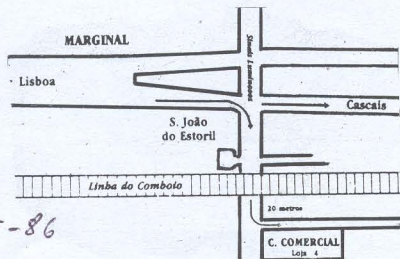 MARGINAL
Sinais Luminosos
Lisboa
Cascais
S. João
do Estoril
Linha do Comboio
20 metros
-86
C. COMERCIAL
Loja 4